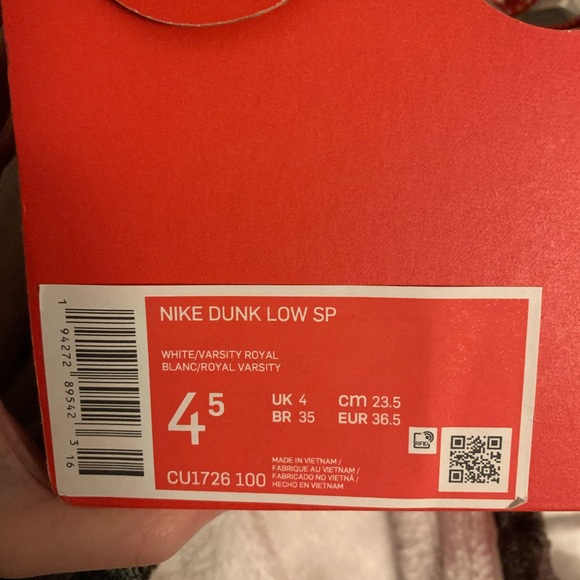 NIKE DUNK LOW SP
WHITE/VARSITY ROYAL
BLANC/ROYAL VARSITY
4⁵
UK 4 cm 23.5
BR 35 EUR 36.5
RFID
CU1726 100
MADE IN VIETNAM /
FABRIQUE AU VIETNAM /
FABRICADO NO VIETNÃ /
HECHO EN VIETNAM
1 94272 89542 3 16